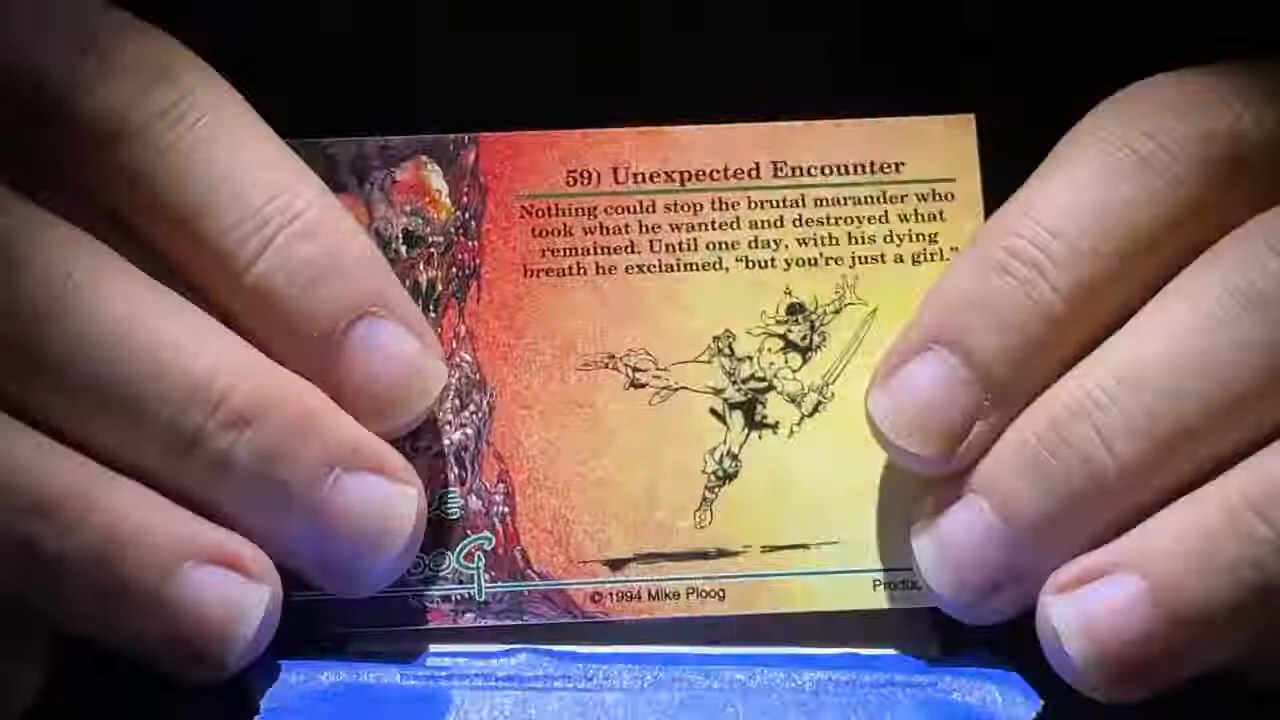 59) Unexpected Encounter
Nothing could stop the brutal marander who
took what he wanted and destroyed what
remained. Until one day, with his dying
breath he exclaimed, “but you're just a girl.”
© 1994 Mike Ploog